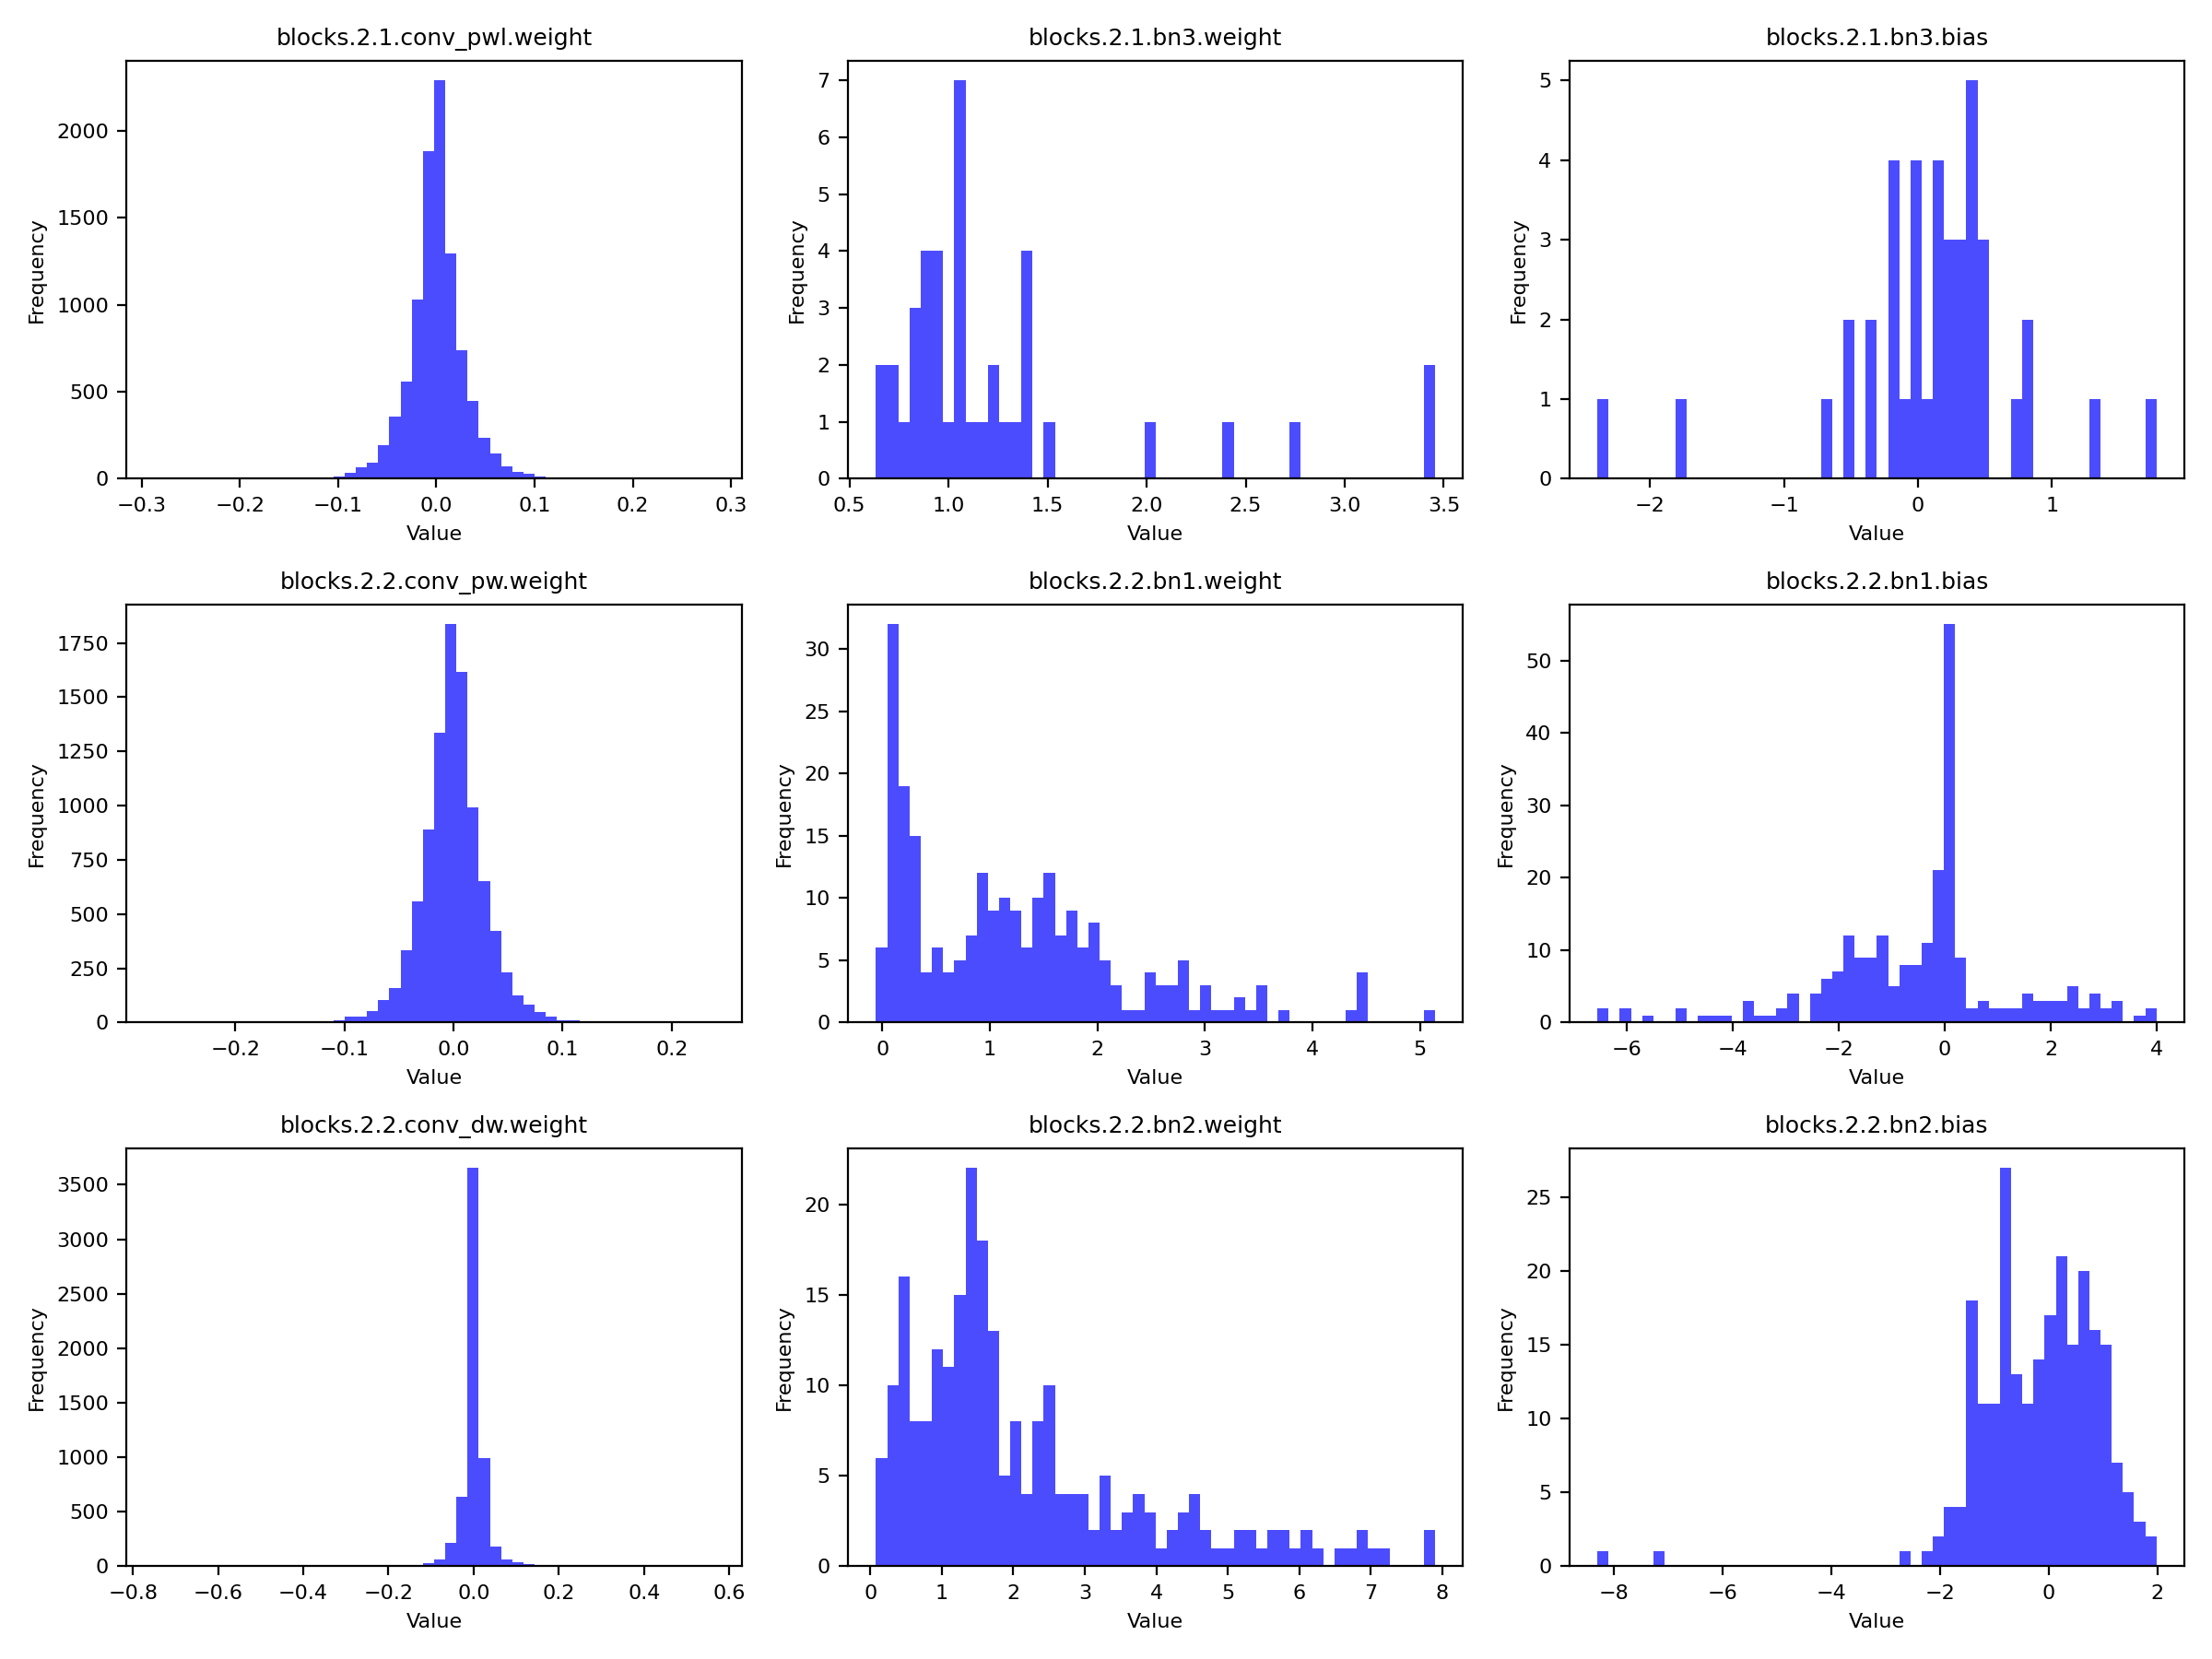 blocks.2.1.conv_pwl.weight
Frequency
2000
1500
1000
500
0
−0.3 −0.2 −0.1 0.0 0.1 0.2 0.3
Value
blocks.2.1.bn3.weight
Frequency
7
6
5
4
3
2
1
0
0.5 1.0 1.5 2.0 2.5 3.0 3.5
Value
blocks.2.1.bn3.bias
Frequency
5
4
3
2
1
0
−2 −1 0 1
Value
blocks.2.2.conv_pw.weight
Frequency
1750
1500
1250
1000
750
500
250
0
−0.2 −0.1 0.0 0.1 0.2
Value
blocks.2.2.bn1.weight
Frequency
30
25
20
15
10
5
0
0 1 2 3 4 5
Value
blocks.2.2.bn1.bias
Frequency
50
40
30
20
10
0
−6 −4 −2 0 2 4
Value
blocks.2.2.conv_dw.weight
Frequency
3500
3000
2500
2000
1500
1000
500
0
−0.8 −0.6 −0.4 −0.2 0.0 0.2 0.4 0.6
Value
blocks.2.2.bn2.weight
Frequency
20
15
10
5
0
0 1 2 3 4 5 6 7 8
Value
blocks.2.2.bn2.bias
Frequency
25
20
15
10
5
0
−8 −6 −4 −2 0 2
Value